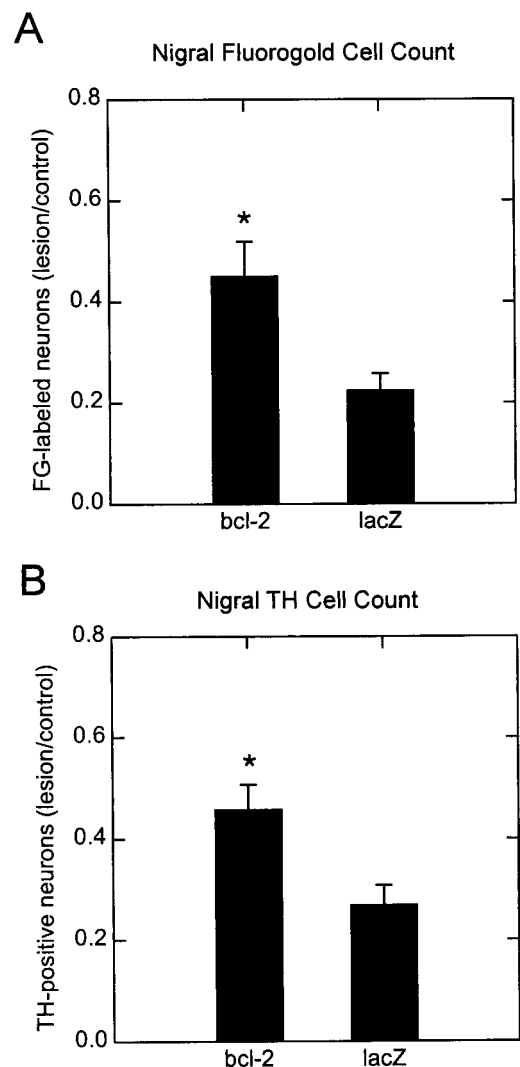 A
Nigral Fluorogold Cell Count
FG-labeled neurons (lesion/control)
0.8
0.6
0.4
0.2
0.0
*
bcl-2 lacZ
B
Nigral TH Cell Count
TH-positive neurons (lesion/control)
0.8
0.6
0.4
0.2
0.0
*
bcl-2 lacZ